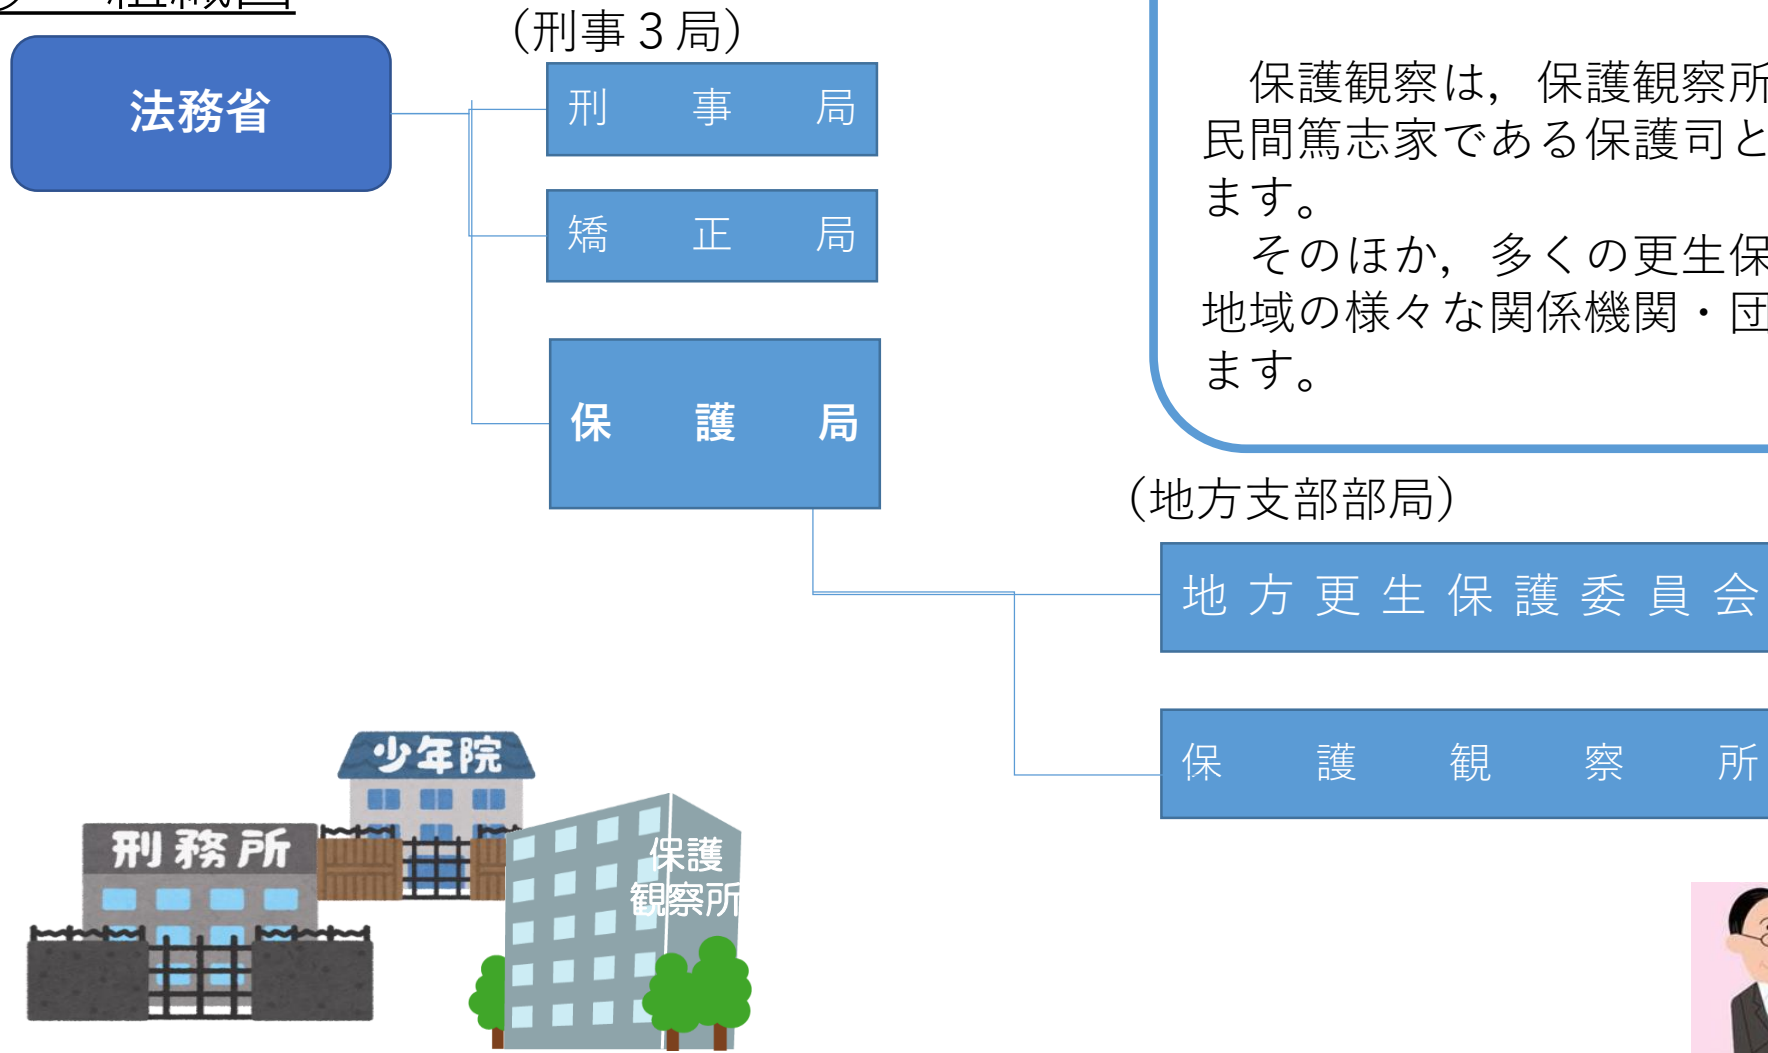 組織図
（刑事３局）
法務省
刑事局
矯正局
保護局
保護観察は，保護観察所
民間篤志家である保護司と
ます。
そのほか，多くの更生保
地域の様々な関係機関・団
ます。
（地方支部部局）
地方更生保護委員会
保護観察所
少年院
刑務所
保護
観察所